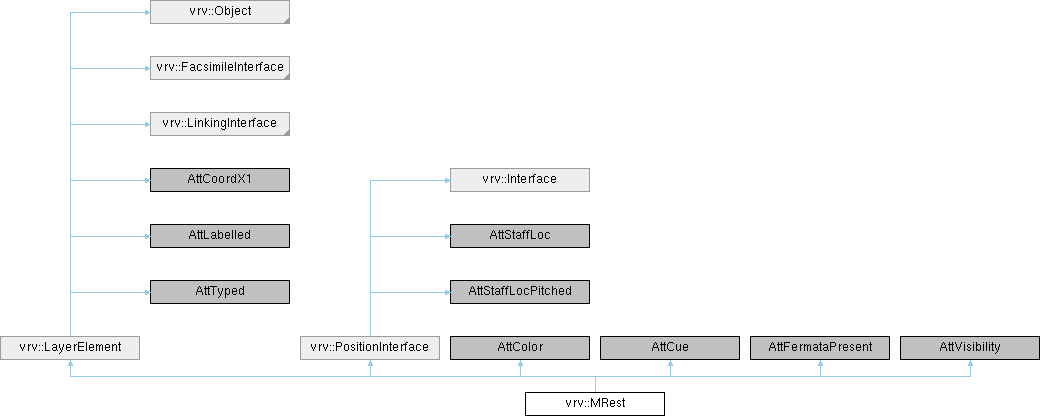 vrv::Object
vrv::FacsimileInterface
vrv::LinkingInterface
AttCoordX1
vrv::Interface
AttLabelled
AttStaffLoc
AttTyped
AttStaffLocPitched
vrv::LayerElement
vrv::PositionInterface
AttColor
AttCue
AttFermataPresent
AttVisibility
vrv::MRest